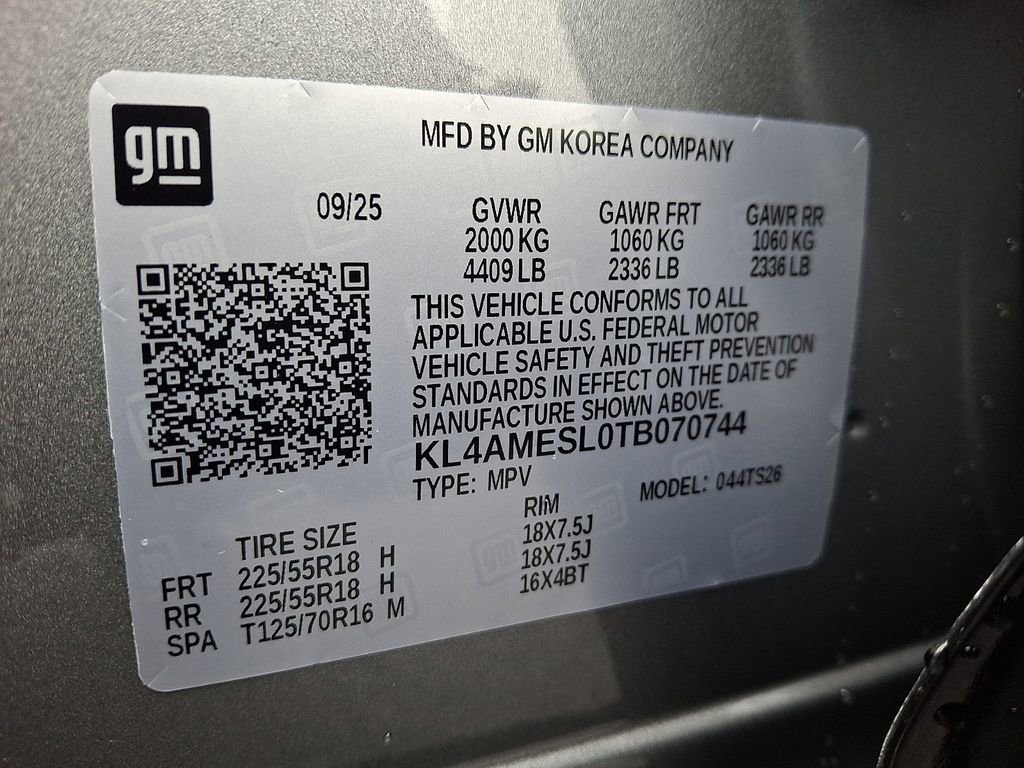 gm
MFD BY GM KOREA COMPANY
09/25 GVWR GAWR FRT GAWR RR
2000 KG 1060 KG 1060 KG
4409 LB 2336 LB 2336 LB
THIS VEHICLE CONFORMS TO ALL
APPLICABLE U.S. FEDERAL MOTOR
VEHICLE SAFETY AND THEFT PREVENTION
STANDARDS IN EFFECT ON THE DATE OF
MANUFACTURE SHOWN ABOVE.
KL4AMESL0TB070744
TYPE: MPV MODEL: 044TS26
TIRE SIZE RIM
FRT 225/55R18 H 18X7.5J
RR 225/55R18 H 18X7.5J
SPA T125/70R16 M 16X4BT